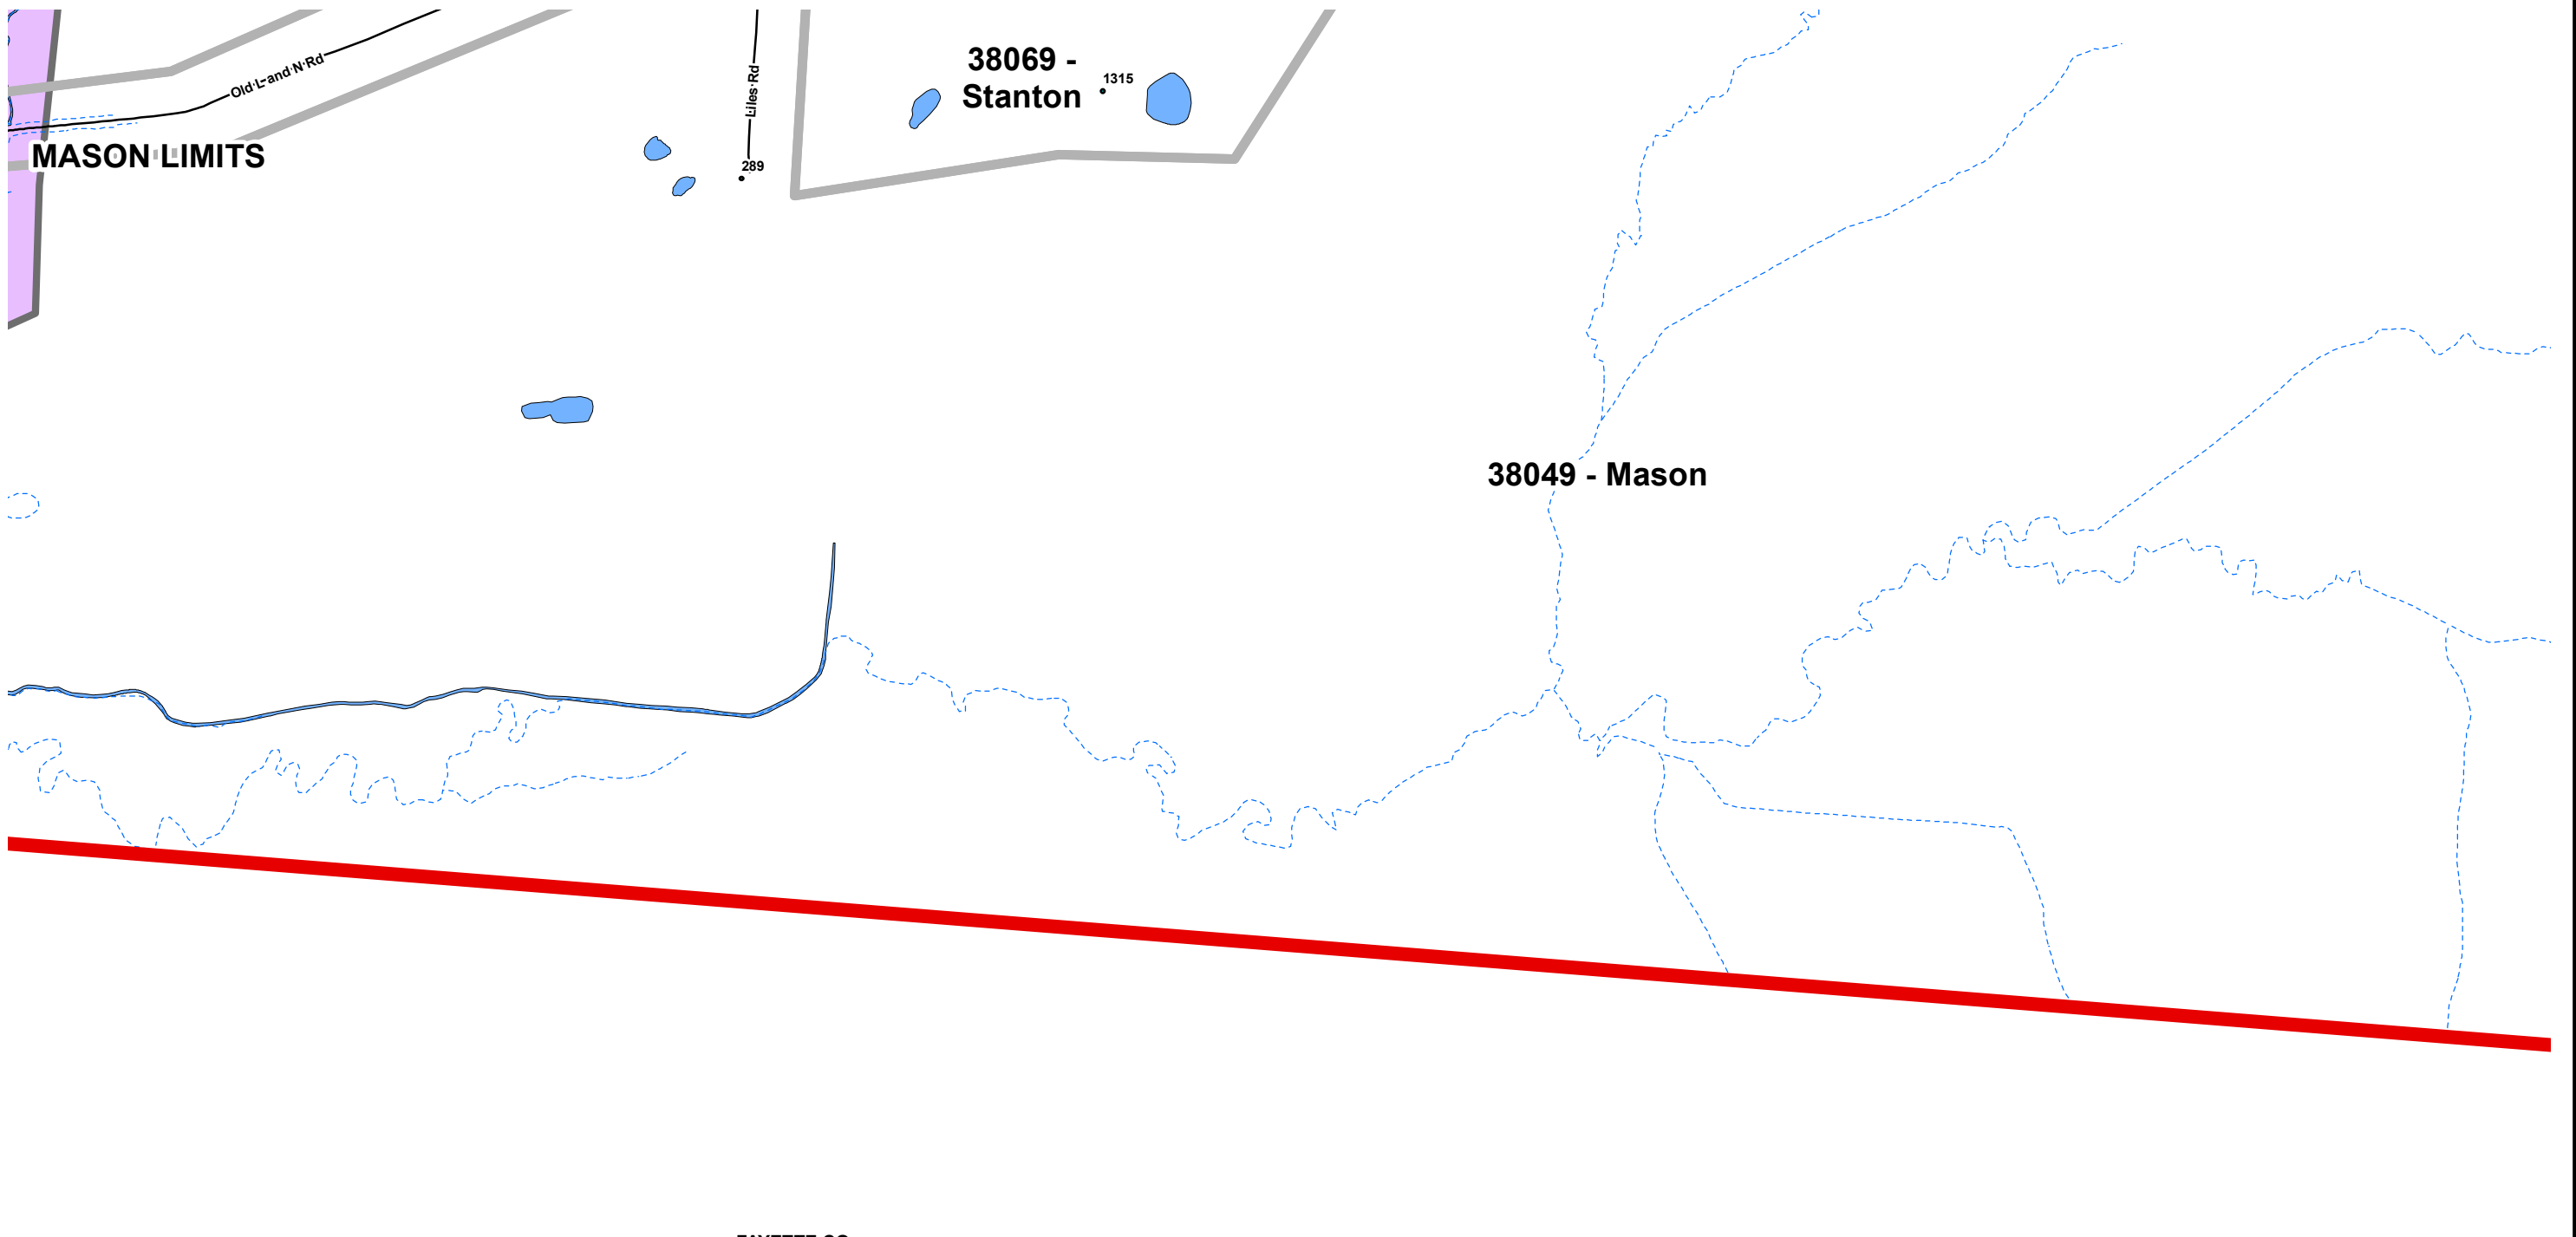 38069 -
Stanton
1315
Old L and N Rd
Liles Rd
MASON LIMITS
289
38049 - Mason